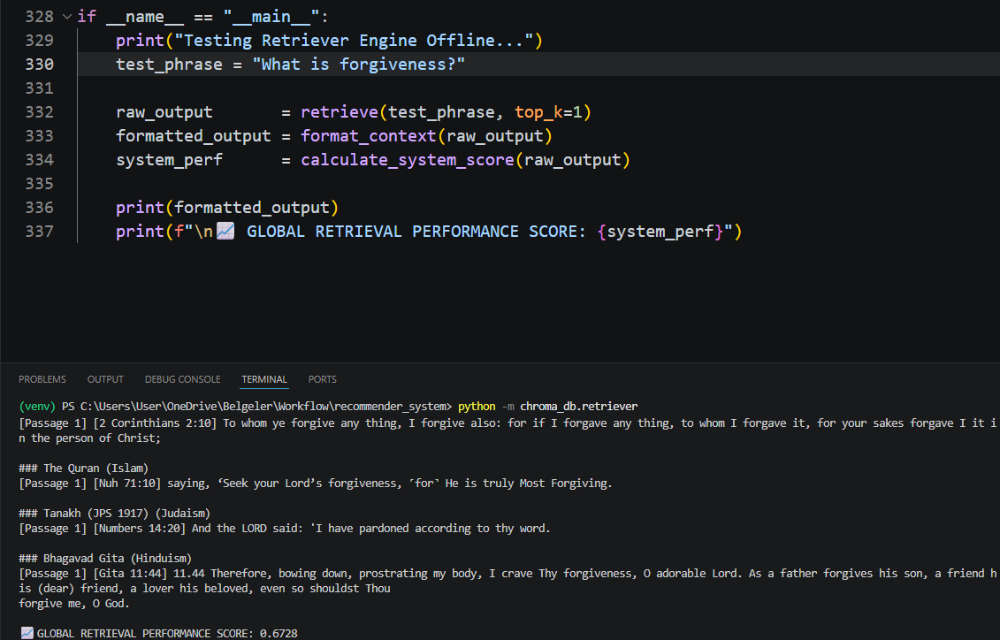 328 if __name__ == "__main__":
329 print("Testing Retriever Engine Offline...")
330 test_phrase = "What is forgiveness?"
331
332 raw_output = retrieve(test_phrase, top_k=1)
333 formatted_output = format_context(raw_output)
334 system_perf = calculate_system_score(raw_output)
335
336 print(formatted_output)
337 print(f"\n📈 GLOBAL RETRIEVAL PERFORMANCE SCORE: {system_perf}")
PROBLEMS OUTPUT DEBUG CONSOLE TERMINAL PORTS
(venv) PS C:\Users\User\OneDrive\Belgeler\Workflow\recommender_system> python -m chroma_db.retriever
[Passage 1] [2 Corinthians 2:10] To whom ye forgive any thing, I forgive also: for if I forgave any thing, to whom I forgave it, for your sakes forgave I it i
n the person of Christ;
### The Quran (Islam)
[Passage 1] [Nuh 71:10] saying, ‘Seek your Lord’s forgiveness, ˹for˺ He is truly Most Forgiving.
### Tanakh (JPS 1917) (Judaism)
[Passage 1] [Numbers 14:20] And the LORD said: 'I have pardoned according to thy word.
### Bhagavad Gita (Hinduism)
[Passage 1] [Gita 11:44] 11.44 Therefore, bowing down, prostrating my body, I crave Thy forgiveness, O adorable Lord. As a father forgives his son, a friend h
is (dear) friend, a lover his beloved, even so shouldst Thou
forgive me, O God.
📈 GLOBAL RETRIEVAL PERFORMANCE SCORE: 0.6728